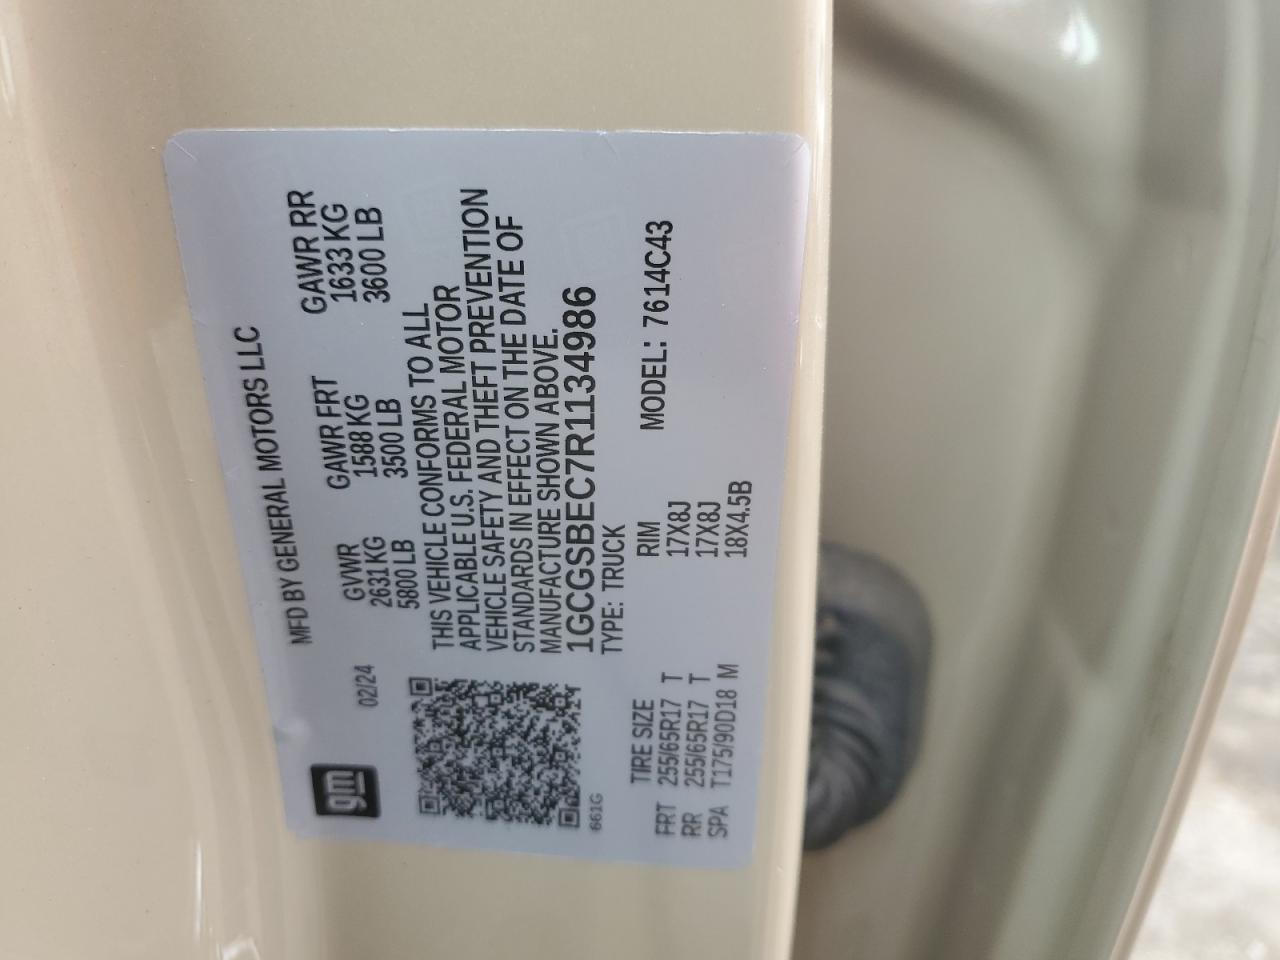 gm
MFD BY GENERAL MOTORS LLC
02/24
GVWR GAWR FRT GAWR RR
2631 KG 1588 KG 1633 KG
5800 LB 3500 LB 3600 LB
THIS VEHICLE CONFORMS TO ALL
APPLICABLE U.S. FEDERAL MOTOR
VEHICLE SAFETY AND THEFT PREVENTION
STANDARDS IN EFFECT ON THE DATE OF
MANUFACTURE SHOWN ABOVE.
1GCGSBEC7R1134986
661G
TYPE: TRUCK MODEL: 7614C43
TIRE SIZE RIM
FRT 255/65R17 T 17X8J
RR 255/65R17 T 17X8J
SPA T175/90D18 M 18X4.5B